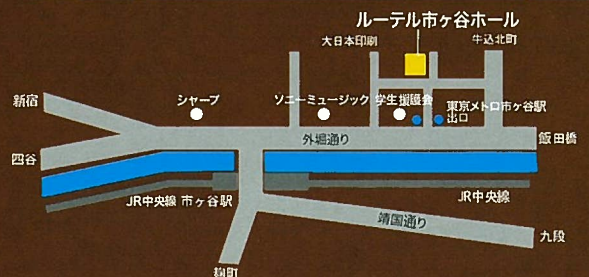 ルーテル市ヶ谷ホール
大日本印刷
牛込北町
新宿
シャープ
ソニーミュージック
学生援護会
東京メトロ市ヶ谷駅
出口
外堀通り
飯田橋
四谷
JR中央線 市ヶ谷駅
JR中央線
靖国通り
九段
麹町